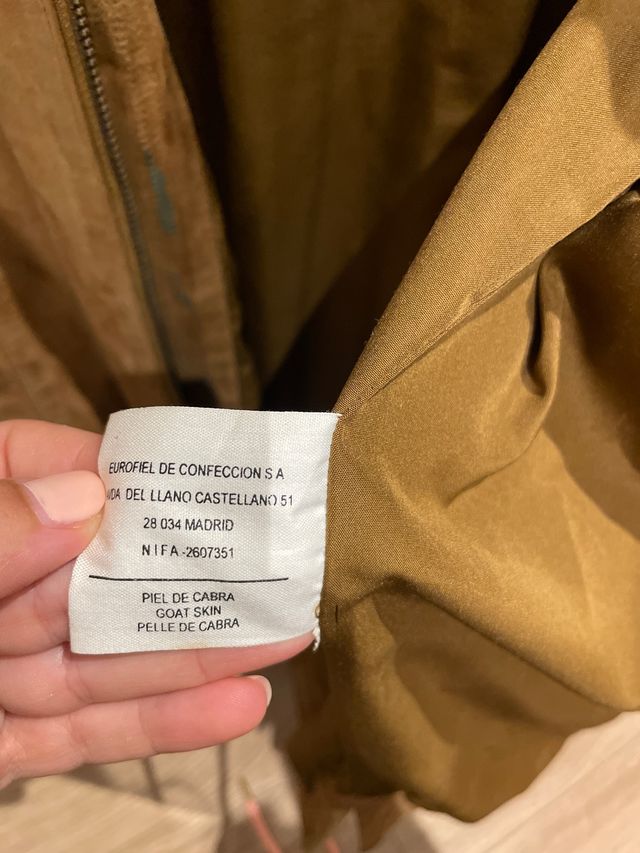 EUROFIEL DE CONFECCION S A
DEL LLANO CASTELLANO 51
28 034 MADRID
N I F A.-2607351
PIEL DE CABRA
GOAT SKIN
PELLE DE CABRA